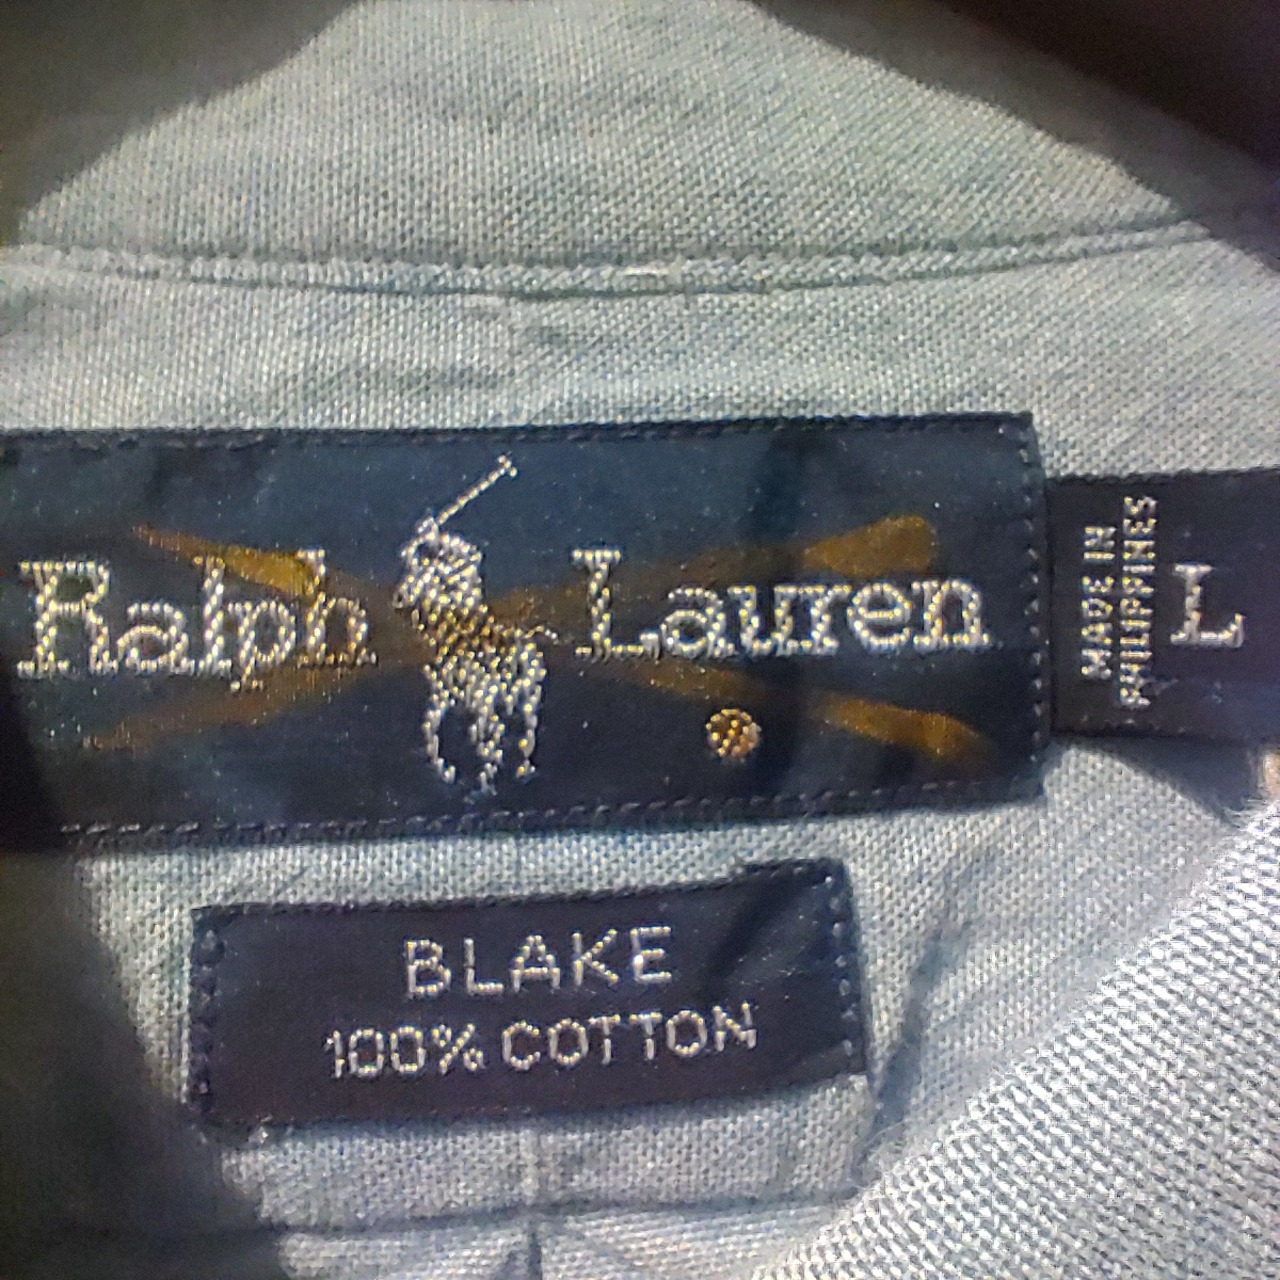 Ralph Lauren
MADE IN
PHILIPPINES
L
BLAKE
100% COTTON